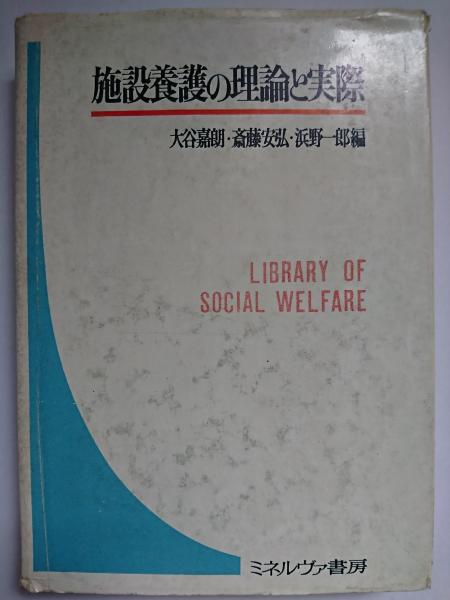 施設養護の理論と実際
大谷嘉朗・斎藤安弘・浜野一郎編
LIBRARY OF
SOCIAL WELFARE
ミネルヴァ書房